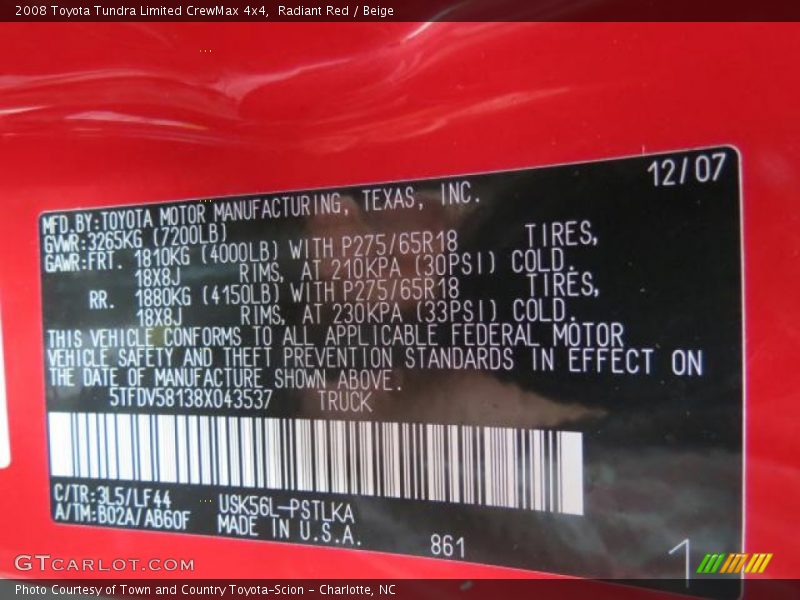 2008 Toyota Tundra Limited CrewMax 4x4,  Radiant Red / Beige
12/07
MFD.BY:TOYOTA MOTOR MANUFACTURING, TEXAS, INC.
GVWR:3265KG (7200LB)
GAWR:FRT. 1810KG (4000LB) WITH P275/65R18 TIRES,
18X8J RIMS, AT 210KPA (30PSI) COLD.
RR. 1880KG (4150LB) WITH P275/65R18 TIRES,
18X8J RIMS, AT 230KPA (33PSI) COLD.
THIS VEHICLE CONFORMS TO ALL APPLICABLE FEDERAL MOTOR
VEHICLE SAFETY AND THEFT PREVENTION STANDARDS IN EFFECT ON
THE DATE OF MANUFACTURE SHOWN ABOVE.
5TFDV58138X043537 TRUCK
C/TR:3L5/LF44 USK56L-PSTLKA
A/TM:B02A/AB60F MADE IN U.S.A.
861
1
GTCARLOT.COM
Photo Courtesy of Town and Country Toyota-Scion - Charlotte, NC